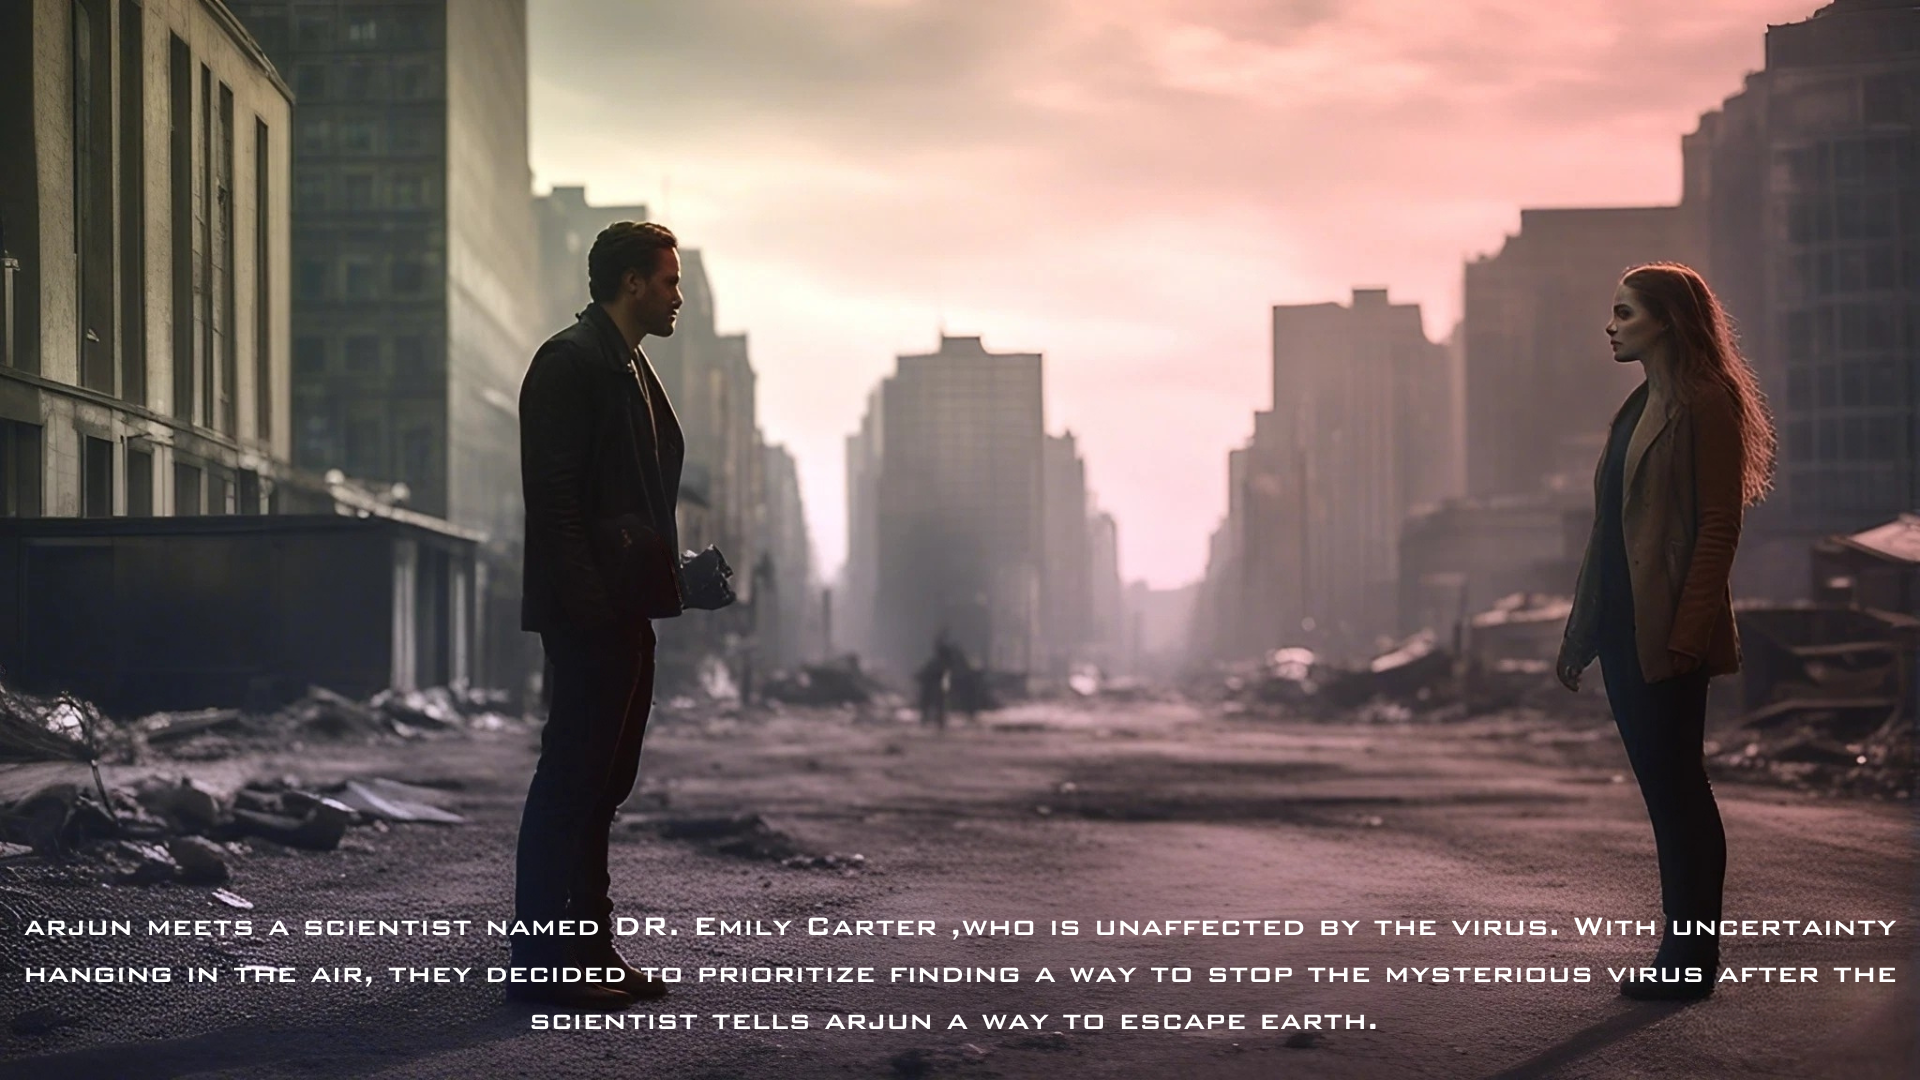 ARJUN MEETS A SCIENTIST NAMED DR. EMILY CARTER ,WHO IS UNAFFECTED BY THE VIRUS. WITH UNCERTAINTY
HANGING IN THE AIR, THEY DECIDED TO PRIORITIZE FINDING A WAY TO STOP THE MYSTERIOUS VIRUS AFTER THE
SCIENTIST TELLS ARJUN A WAY TO ESCAPE EARTH.